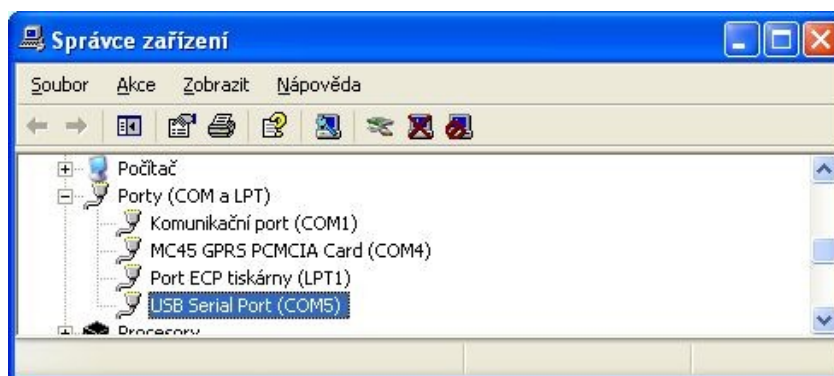 Správce zařízení
Soubor Akce Zobrazit Nápověda
Počítač
Porty (COM a LPT)
Komunikační port (COM1)
MC45 GPRS PCMCIA Card (COM4)
Port ECP tiskárny (LPT1)
USB Serial Port (COM5)
Procesory